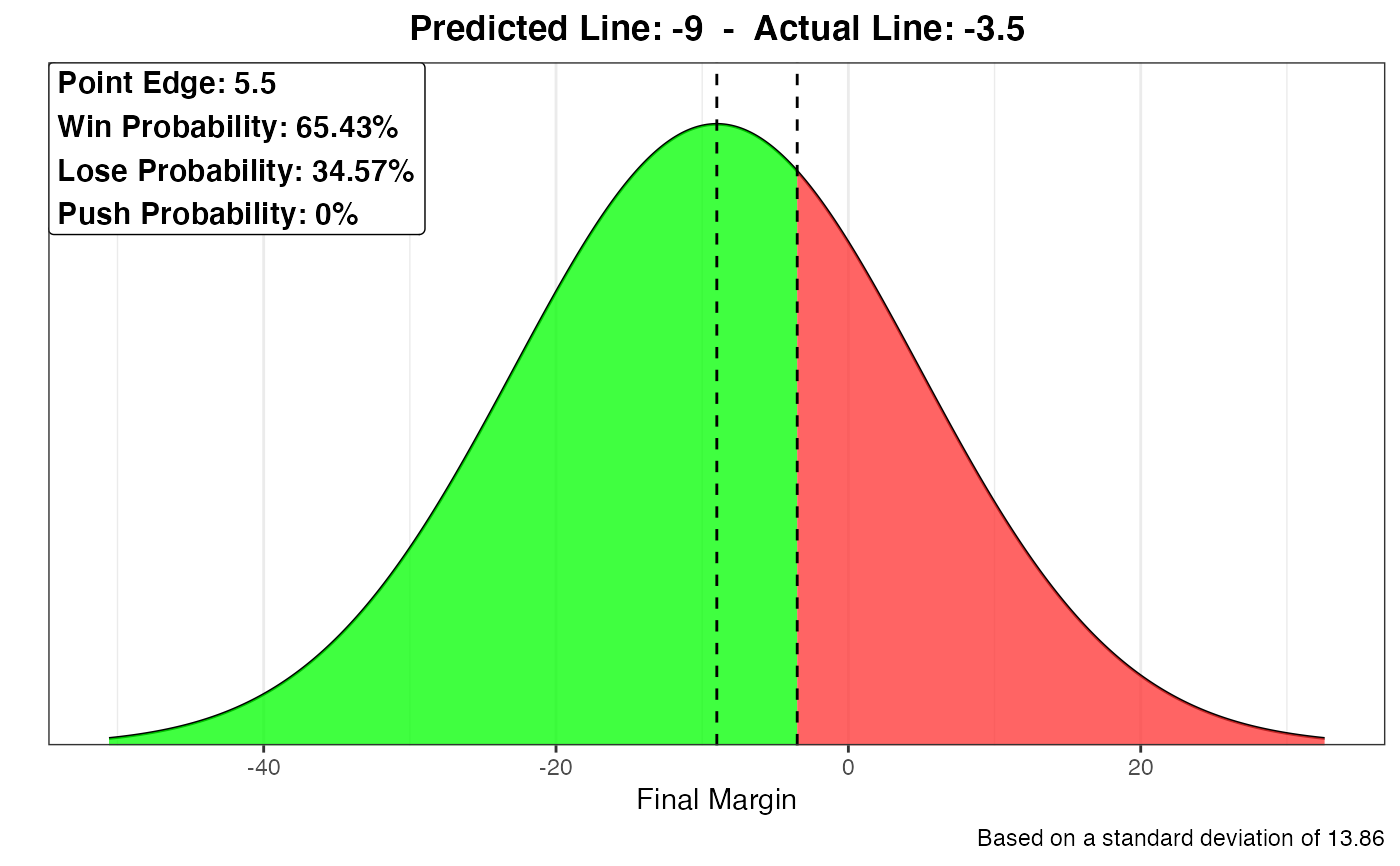 Predicted Line: -9  -  Actual Line: -3.5
Point Edge: 5.5
Win Probability: 65.43%
Lose Probability: 34.57%
Push Probability: 0%
-40
-20
0
20
Final Margin
Based on a standard deviation of 13.86